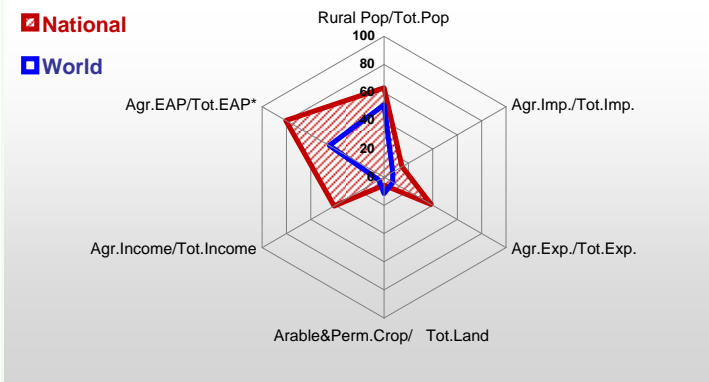 National
World
Rural Pop/Tot.Pop
100
80
60
40
20
0
Agr.EAP/Tot.EAP*
Agr.Imp./Tot.Imp.
Agr.Income/Tot.Income
Agr.Exp./Tot.Exp.
Arable&Perm.Crop/ Tot.Land